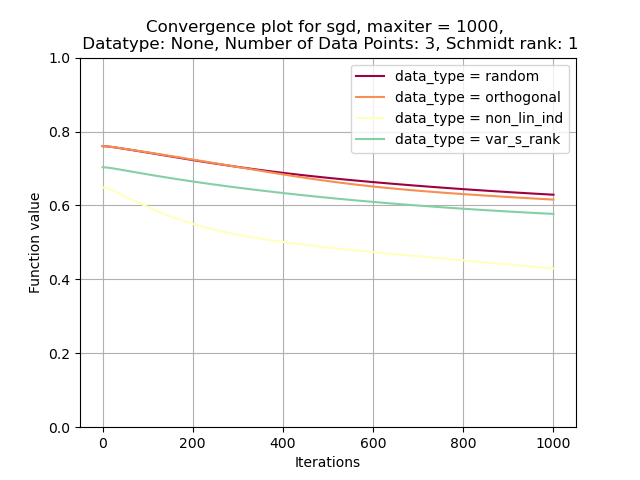 Convergence plot for sgd, maxiter = 1000,
Datatype: None, Number of Data Points: 3, Schmidt rank: 1
1.0
0.8
0.6
0.4
0.2
0.0
Function value
data_type = random
data_type = orthogonal
data_type = non_lin_ind
data_type = var_s_rank
0 200 400 600 800 1000
Iterations